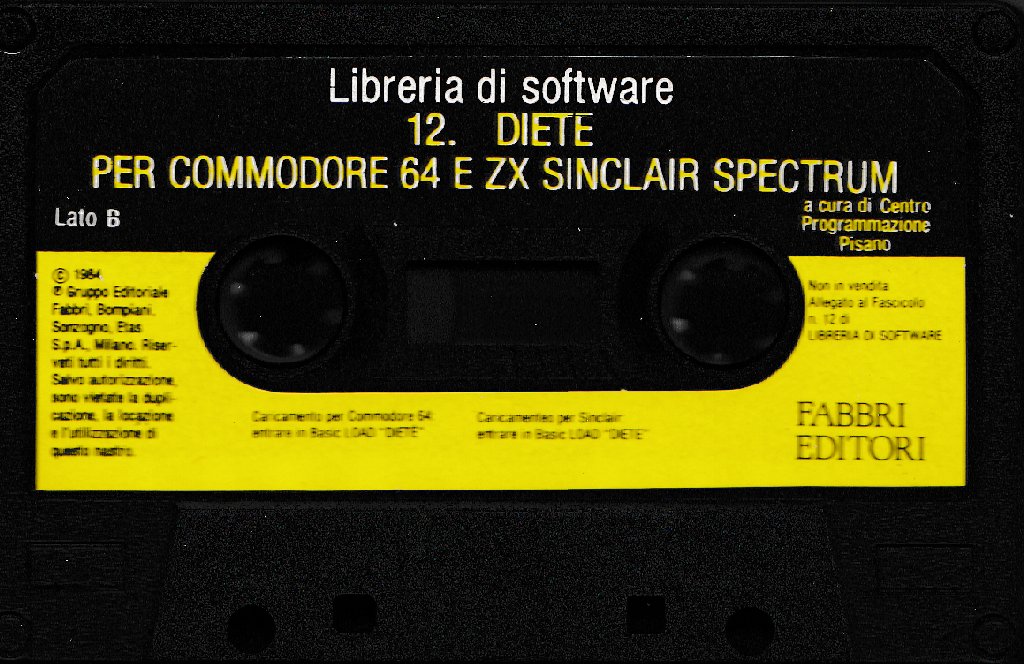 Libreria di software
12. DIETE
PER COMMODORE 64 E ZX SINCLAIR SPECTRUM
Lato B
a cura di Centro
Programmazione
Pisano
© 1984
℗ Gruppo Editoriale
Fabbri, Bompiani,
Sonzogno, Etas
S.p.A., Milano. Riser-
vati tutti i diritti.
Salvo autorizzazione,
sono vietate la dupli-
cazione, la locazione
e l'utilizzazione di
questo nastro.
Caricamento per Commodore 64
entrare in Basic LOAD "DIETE"
Caricamenteo per Sinclair
entrare in Basic LOAD "DIETE"
Non in vendita
Allegato al Fascicolo
n. 12 di
LIBRERIA DI SOFTWARE
FABBRI
EDITORI